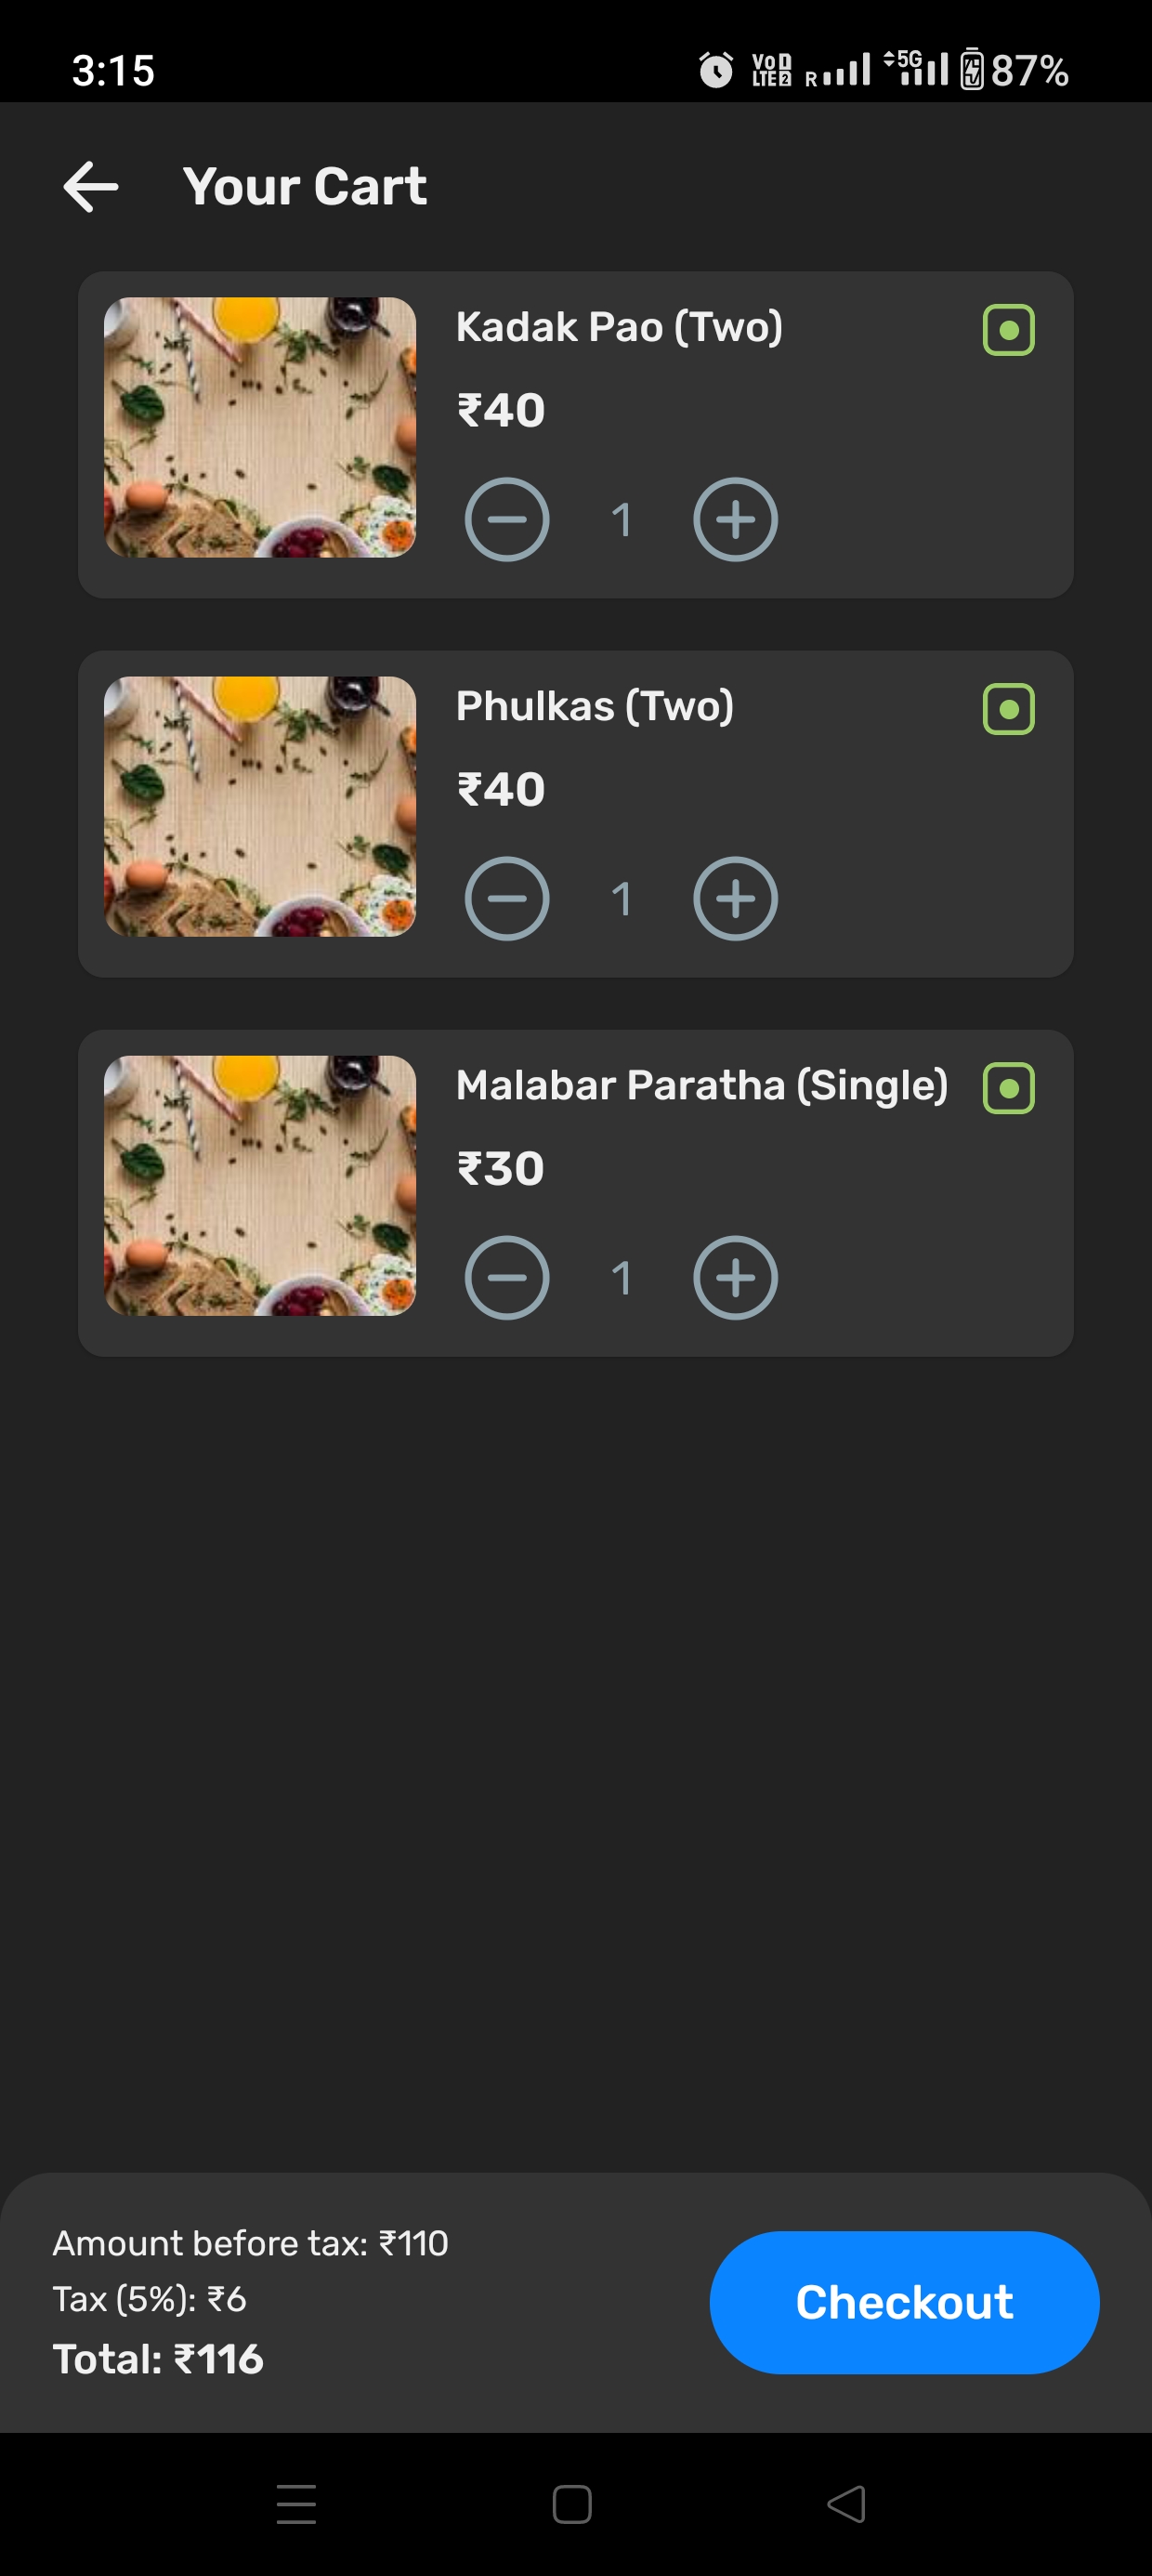 3:15
VoD LTE2 R 5G 87%
Your Cart
Kadak Pao (Two)
₹40
1
Phulkas (Two)
₹40
1
Malabar Paratha (Single)
₹30
1
Amount before tax: ₹110
Tax (5%): ₹6
Total: ₹116
Checkout